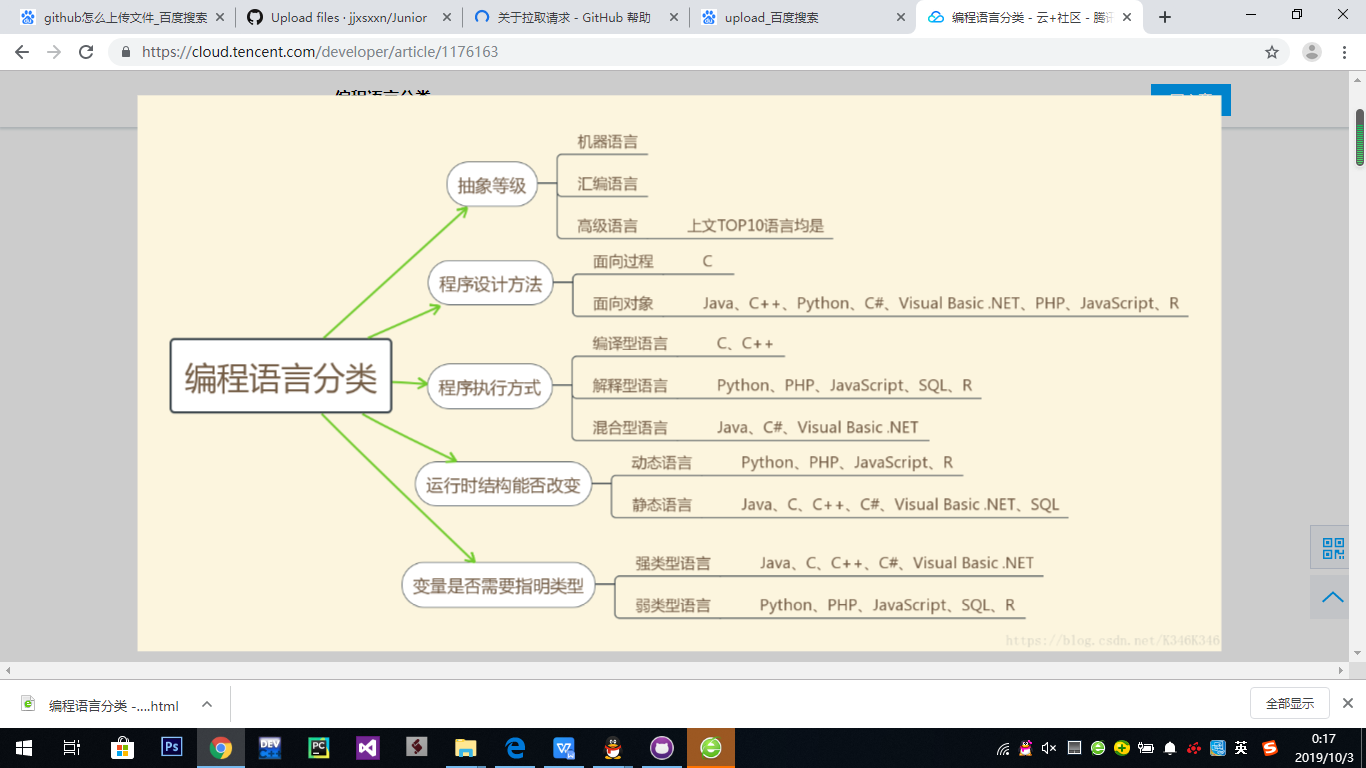 github怎么上传文件_百度搜索
Upload files · jjxsxxn/Junior
关于拉取请求 - GitHub 帮助
upload_百度搜索
编程语言分类 - 云+社区 - 腾讯
https://cloud.tencent.com/developer/article/1176163
编程语言分类
抽象等级
机器语言
汇编语言
高级语言 上文TOP10语言均是
程序设计方法
面向过程 C
面向对象 Java、C++、Python、C#、Visual Basic .NET、PHP、JavaScript、R
编程语言分类
程序执行方式
编译型语言 C、C++
解释型语言 Python、PHP、JavaScript、SQL、R
混合型语言 Java、C#、Visual Basic .NET
运行时结构能否改变
动态语言 Python、PHP、JavaScript、R
静态语言 Java、C、C++、C#、Visual Basic .NET、SQL
变量是否需要指明类型
强类型语言 Java、C、C++、C#、Visual Basic .NET
弱类型语言 Python、PHP、JavaScript、SQL、R
https://blog.csdn.net/K346K346
编程语言分类 -....html
全部显示
Ps
DEV
PC
英
0:17
2019/10/3